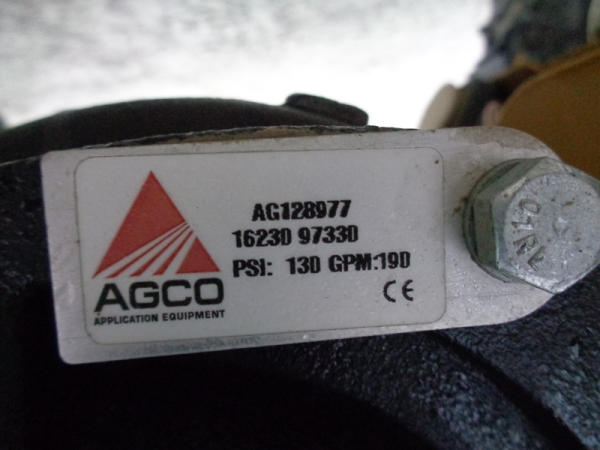 AG128977
16230 97330
PSI: 130 GPM:190
CE
AGCO
APPLICATION EQUIPMENT